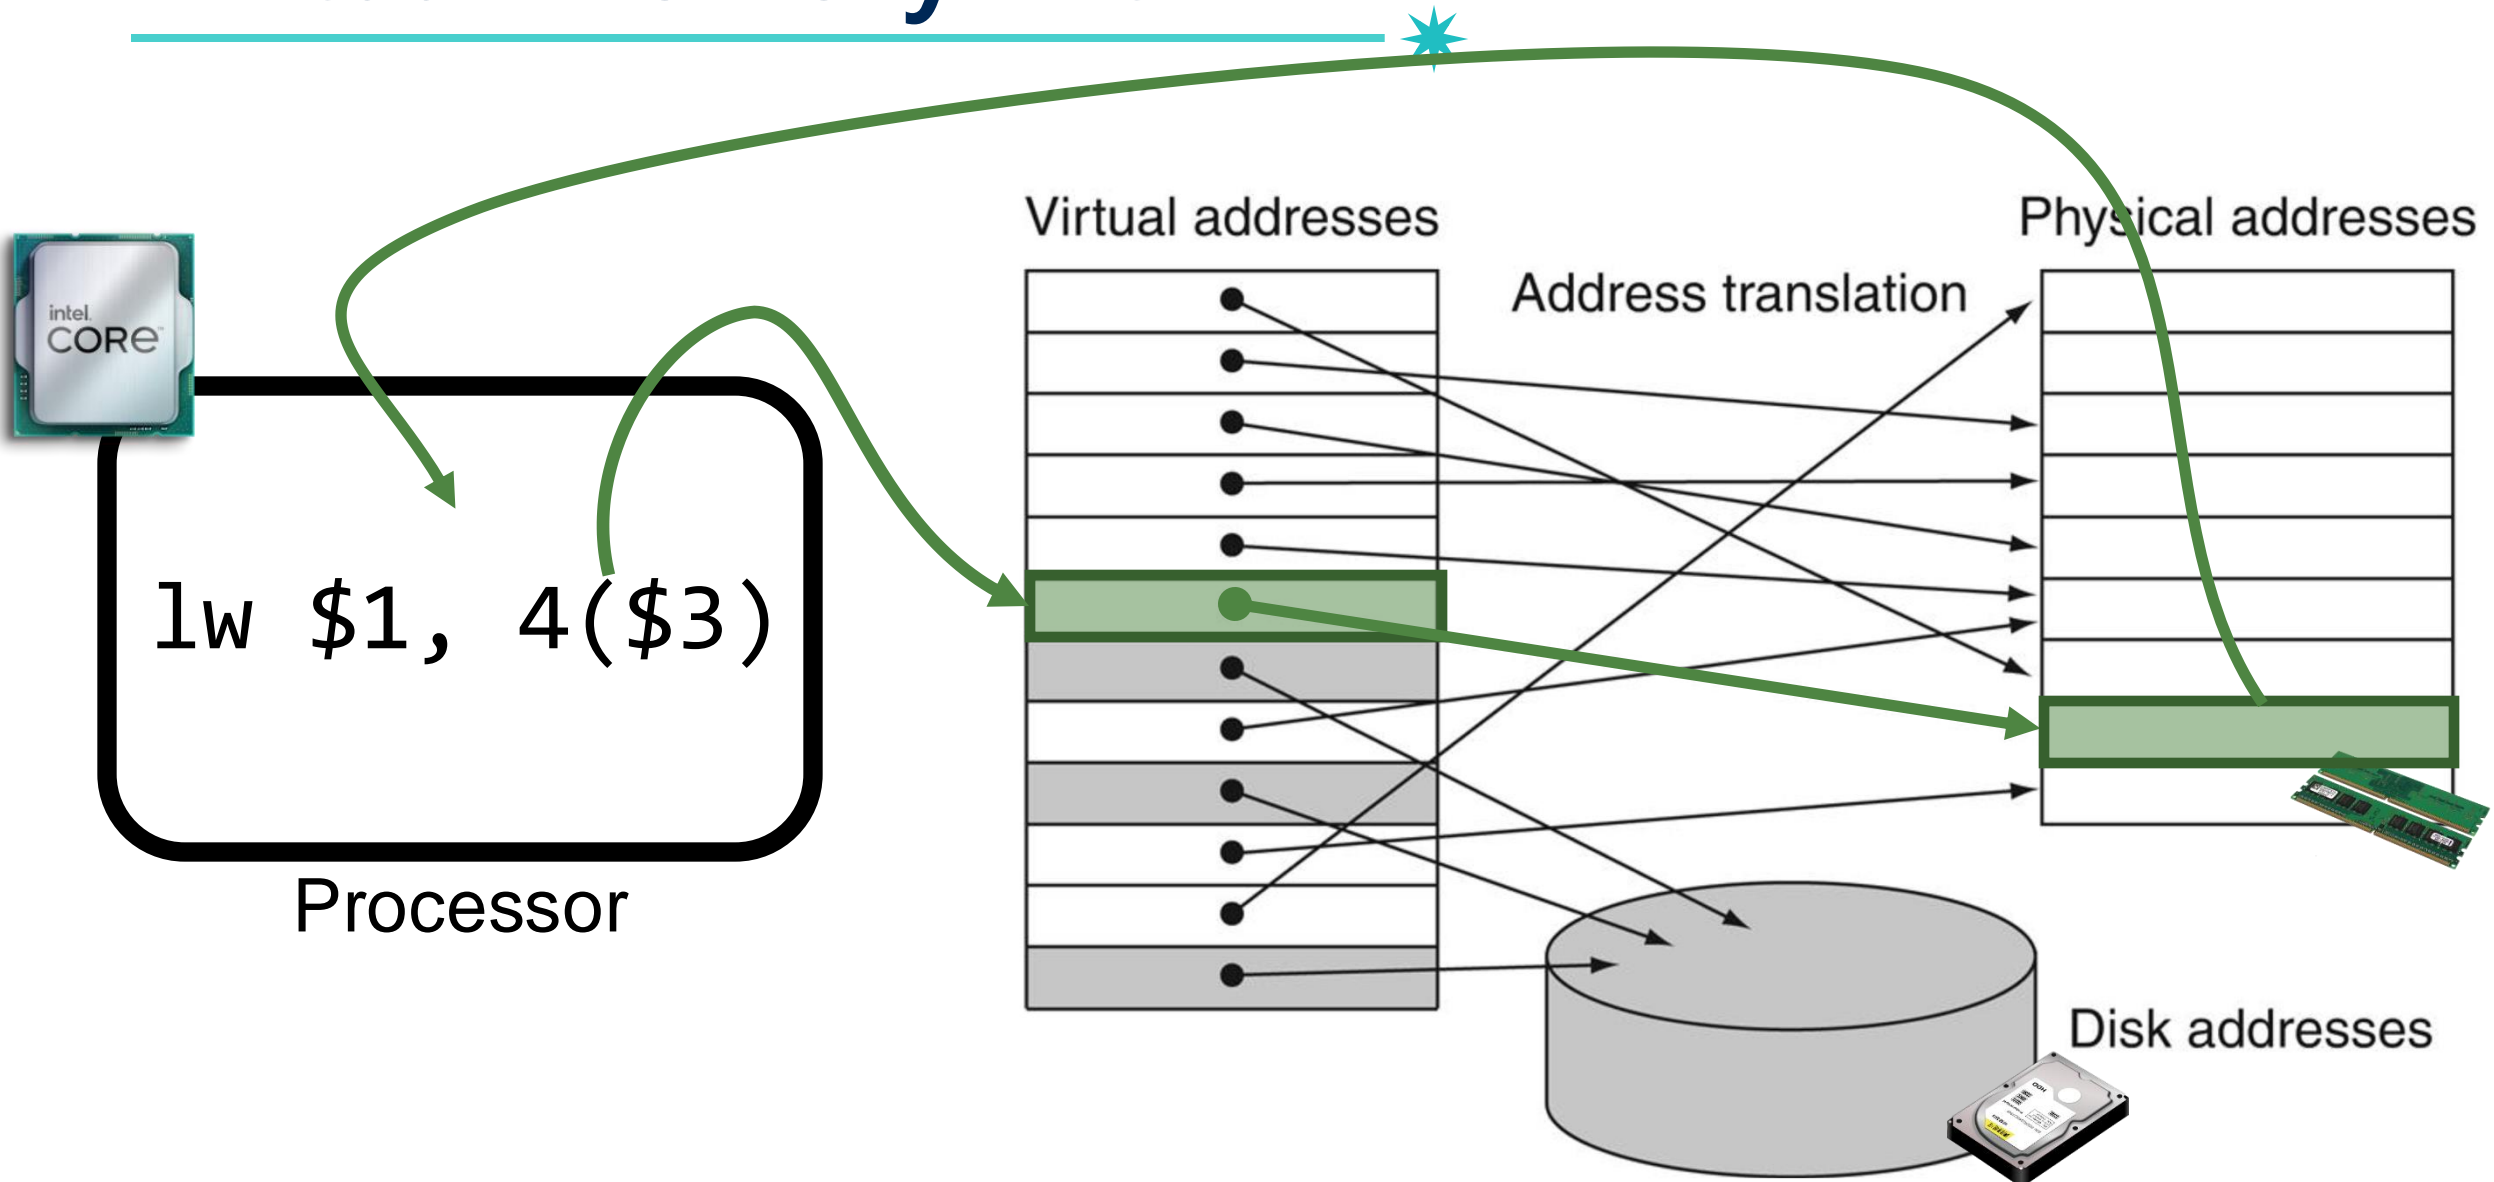 Virtual addresses
Physical addresses
Address translation
intel.
CORe
lw $1, 4($3)
Processor
Disk addresses